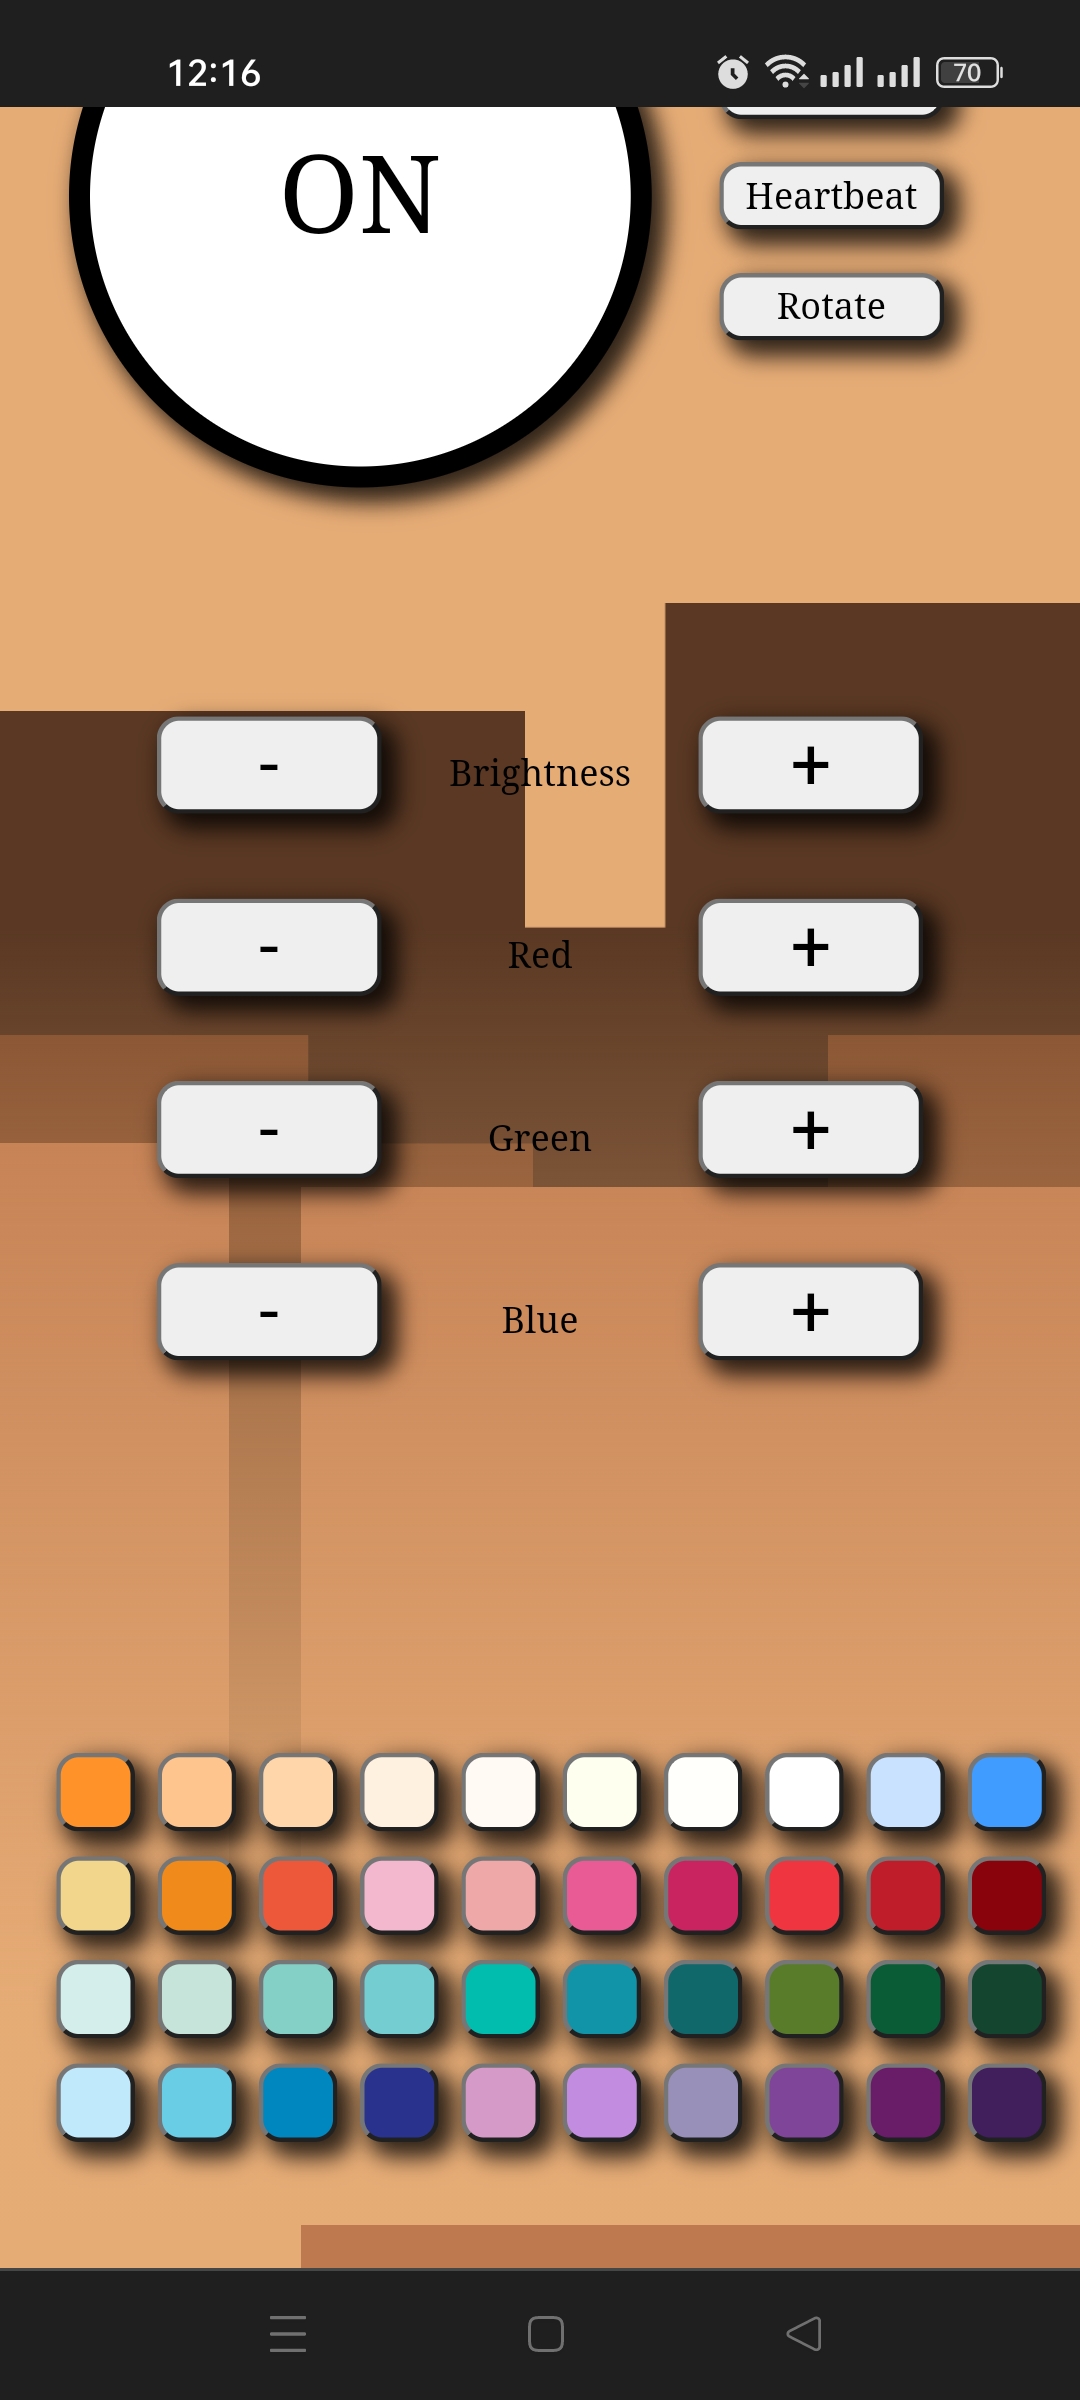 12:16
70
ON
Heartbeat
Rotate
- Brightness +
- Red +
- Green +
- Blue +